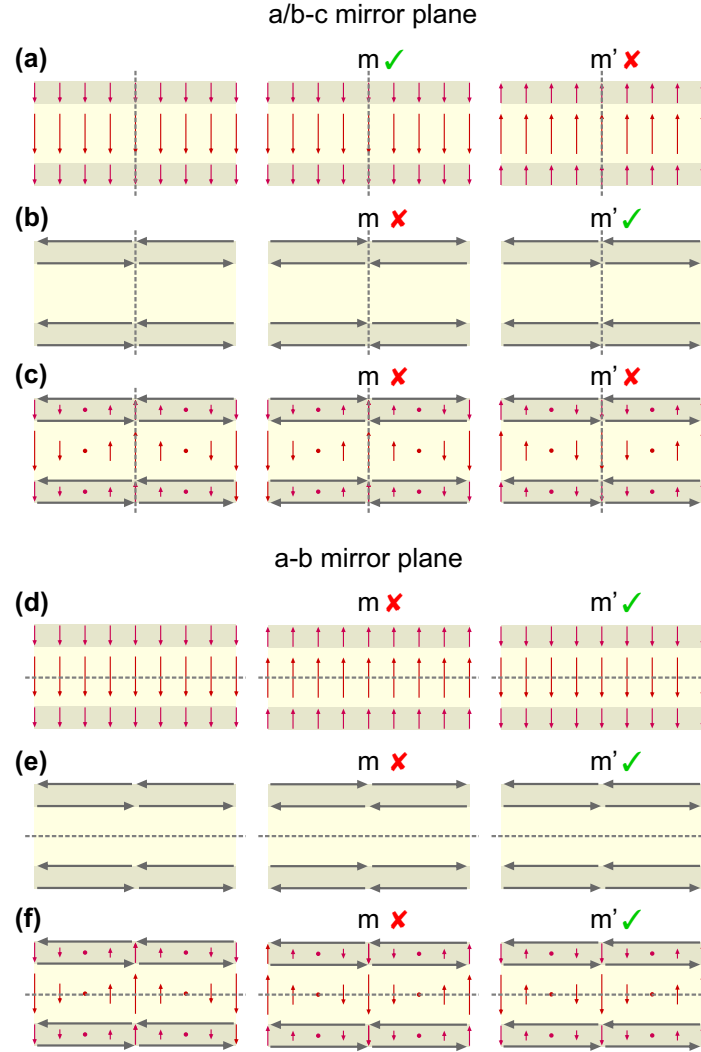 a/b-c mirror plane
(a) m ✓ m' ✘
(b) m ✘ m' ✓
(c) m ✘ m' ✘
a-b mirror plane
(d) m ✘ m' ✓
(e) m ✘ m' ✓
(f) m ✘ m' ✓